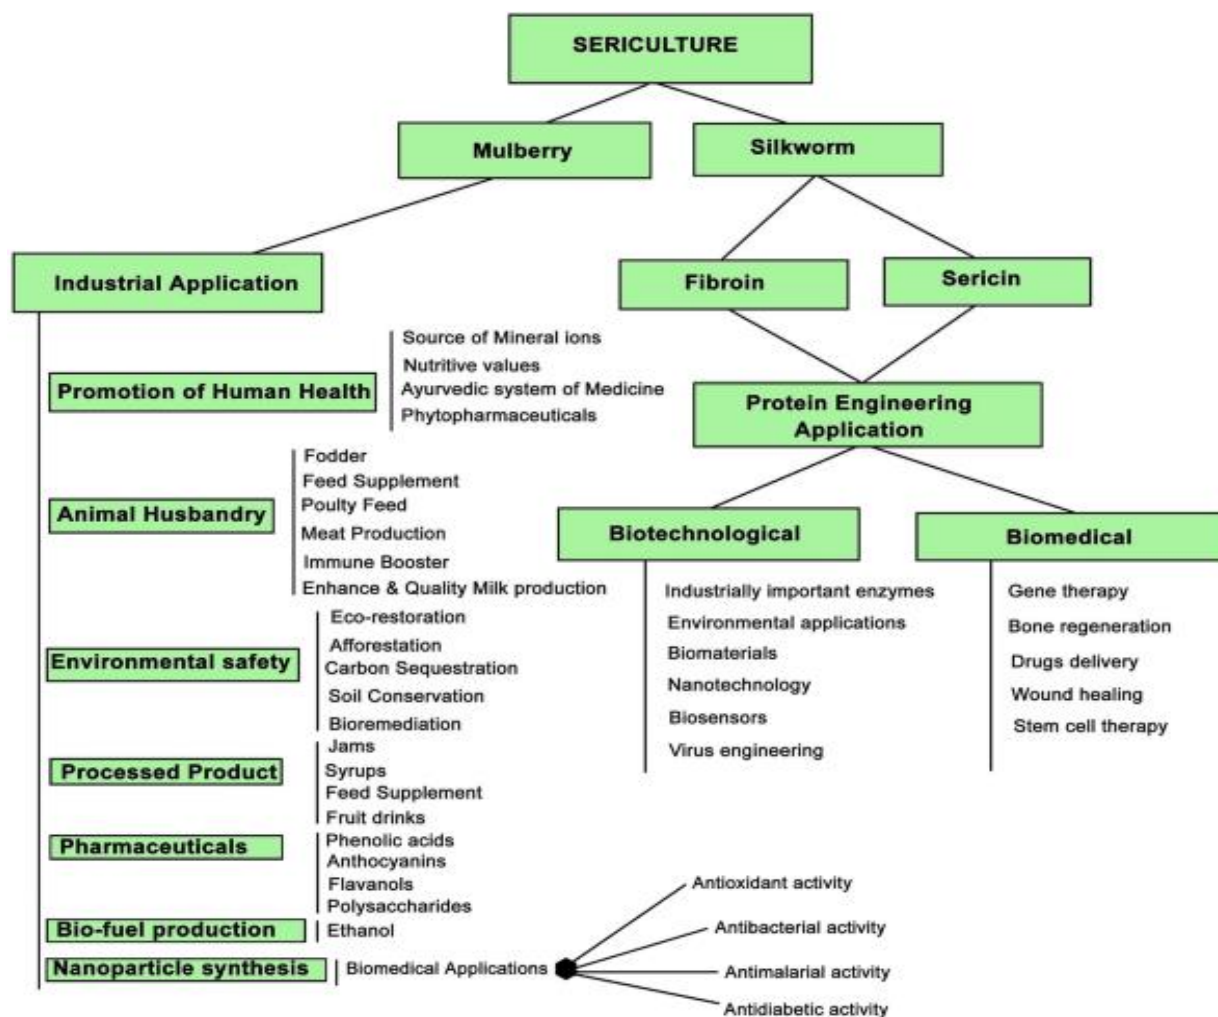 SERICULTURE
Mulberry
Silkworm
Industrial Application
Fibroin
Sericin
Promotion of Human Health
Source of Mineral ions
Nutritive values
Ayurvedic system of Medicine
Phytopharmaceuticals
Protein Engineering
Application
Animal Husbandry
Fodder
Feed Supplement
Poulty Feed
Meat Production
Immune Booster
Enhance & Quality Milk production
Biotechnological
Industrially important enzymes
Environmental applications
Biomaterials
Nanotechnology
Biosensors
Virus engineering
Biomedical
Gene therapy
Bone regeneration
Drugs delivery
Wound healing
Stem cell therapy
Environmental safety
Eco-restoration
Afforestation
Carbon Sequestration
Soil Conservation
Bioremediation
Processed Product
Jams
Syrups
Feed Supplement
Fruit drinks
Pharmaceuticals
Phenolic acids
Anthocyanins
Flavanols
Polysaccharides
Bio-fuel production
Ethanol
Nanoparticle synthesis
Biomedical Applications
Antioxidant activity
Antibacterial activity
Antimalarial activity
Antidiabetic activity